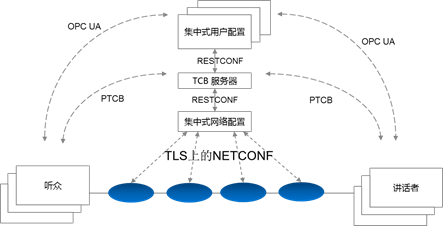 集中式用户配置
OPC UA
OPC UA
RESTCONF
TCB 服务器
PTCB
RESTCONF
PTCB
集中式网络配置
TLS上的NETCONF
听众
讲话者